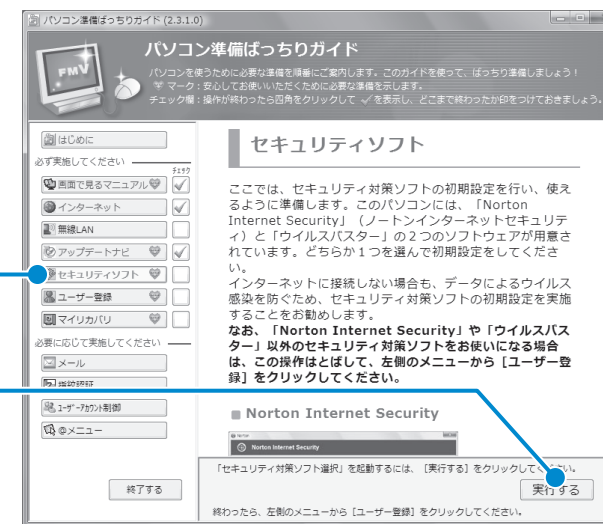 パソコン準備ばっちりガイド (2.3.1.0)
FMV
パソコン準備ばっちりガイド
パソコンを使うために必要な準備を順番にご案内します。このガイドを使って、ばっちり準備しましょう！
マーク：安心してお使いいただくために必要な準備を示します。
チェック欄：操作が終わったら四角をクリックして ✓を表示し、どこまで終わったか印をつけておきましょう。
はじめに
必ず実施してください
チェック
画面で見るマニュアル
インターネット
無線LAN
アップデートナビ
セキュリティソフト
ユーザー登録
マイリカバリ
必要に応じて実施してください
メール
指紋認証
ユーザーアカウント制御
@メニュー
終了する
セキュリティソフト
ここでは、セキュリティ対策ソフトの初期設定を行い、使え
るように準備します。このパソコンには、「Norton
Internet Security」（ノートンインターネットセキュリテ
ィ）と「ウイルスバスター」の２つのソフトウェアが用意さ
れています。どちらか１つを選んで初期設定をしてくださ
い。
インターネットに接続しない場合も、データによるウイルス
感染を防ぐため、セキュリティ対策ソフトの初期設定を実施
することをお勧めします。
なお、「Norton Internet Security」や「ウイルスバス
ター」以外のセキュリティ対策ソフトをお使いになる場合
は、この操作はとばして、左側のメニューから［ユーザー登
録］をクリックしてください。
Norton Internet Security
Norton Internet Security
「セキュリティ対策ソフト選択」を起動するには、［実行する］をクリックしてください。
実行する
終わったら、左側のメニューから［ユーザー登録］をクリックしてください。